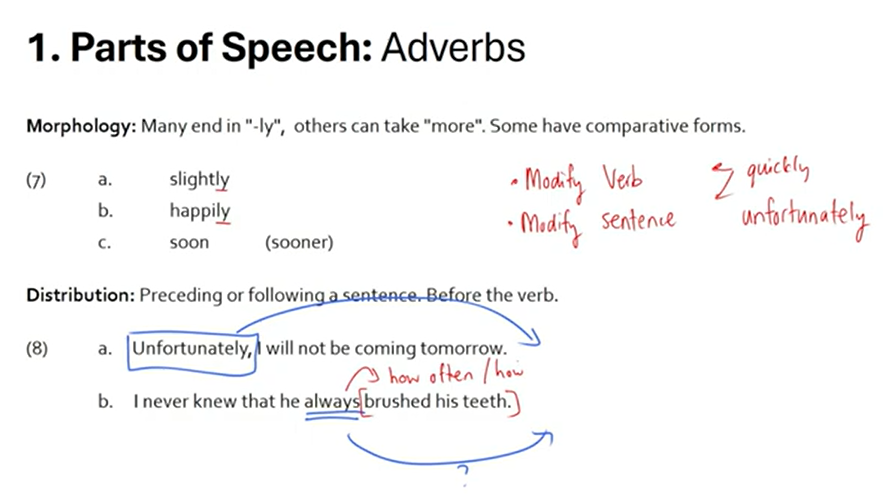 1. Parts of Speech: Adverbs
Morphology: Many end in "-ly", others can take "more". Some have comparative forms.
(7) a. slightly
b. happily
c. soon (sooner)
• Modify Verb
• Modify sentence
quickly
unfortunately
Distribution: Preceding or following a sentence. Before the verb.
(8) a. Unfortunately, I will not be coming tomorrow.
how often / how
b. I never knew that he always [brushed his teeth.]
?